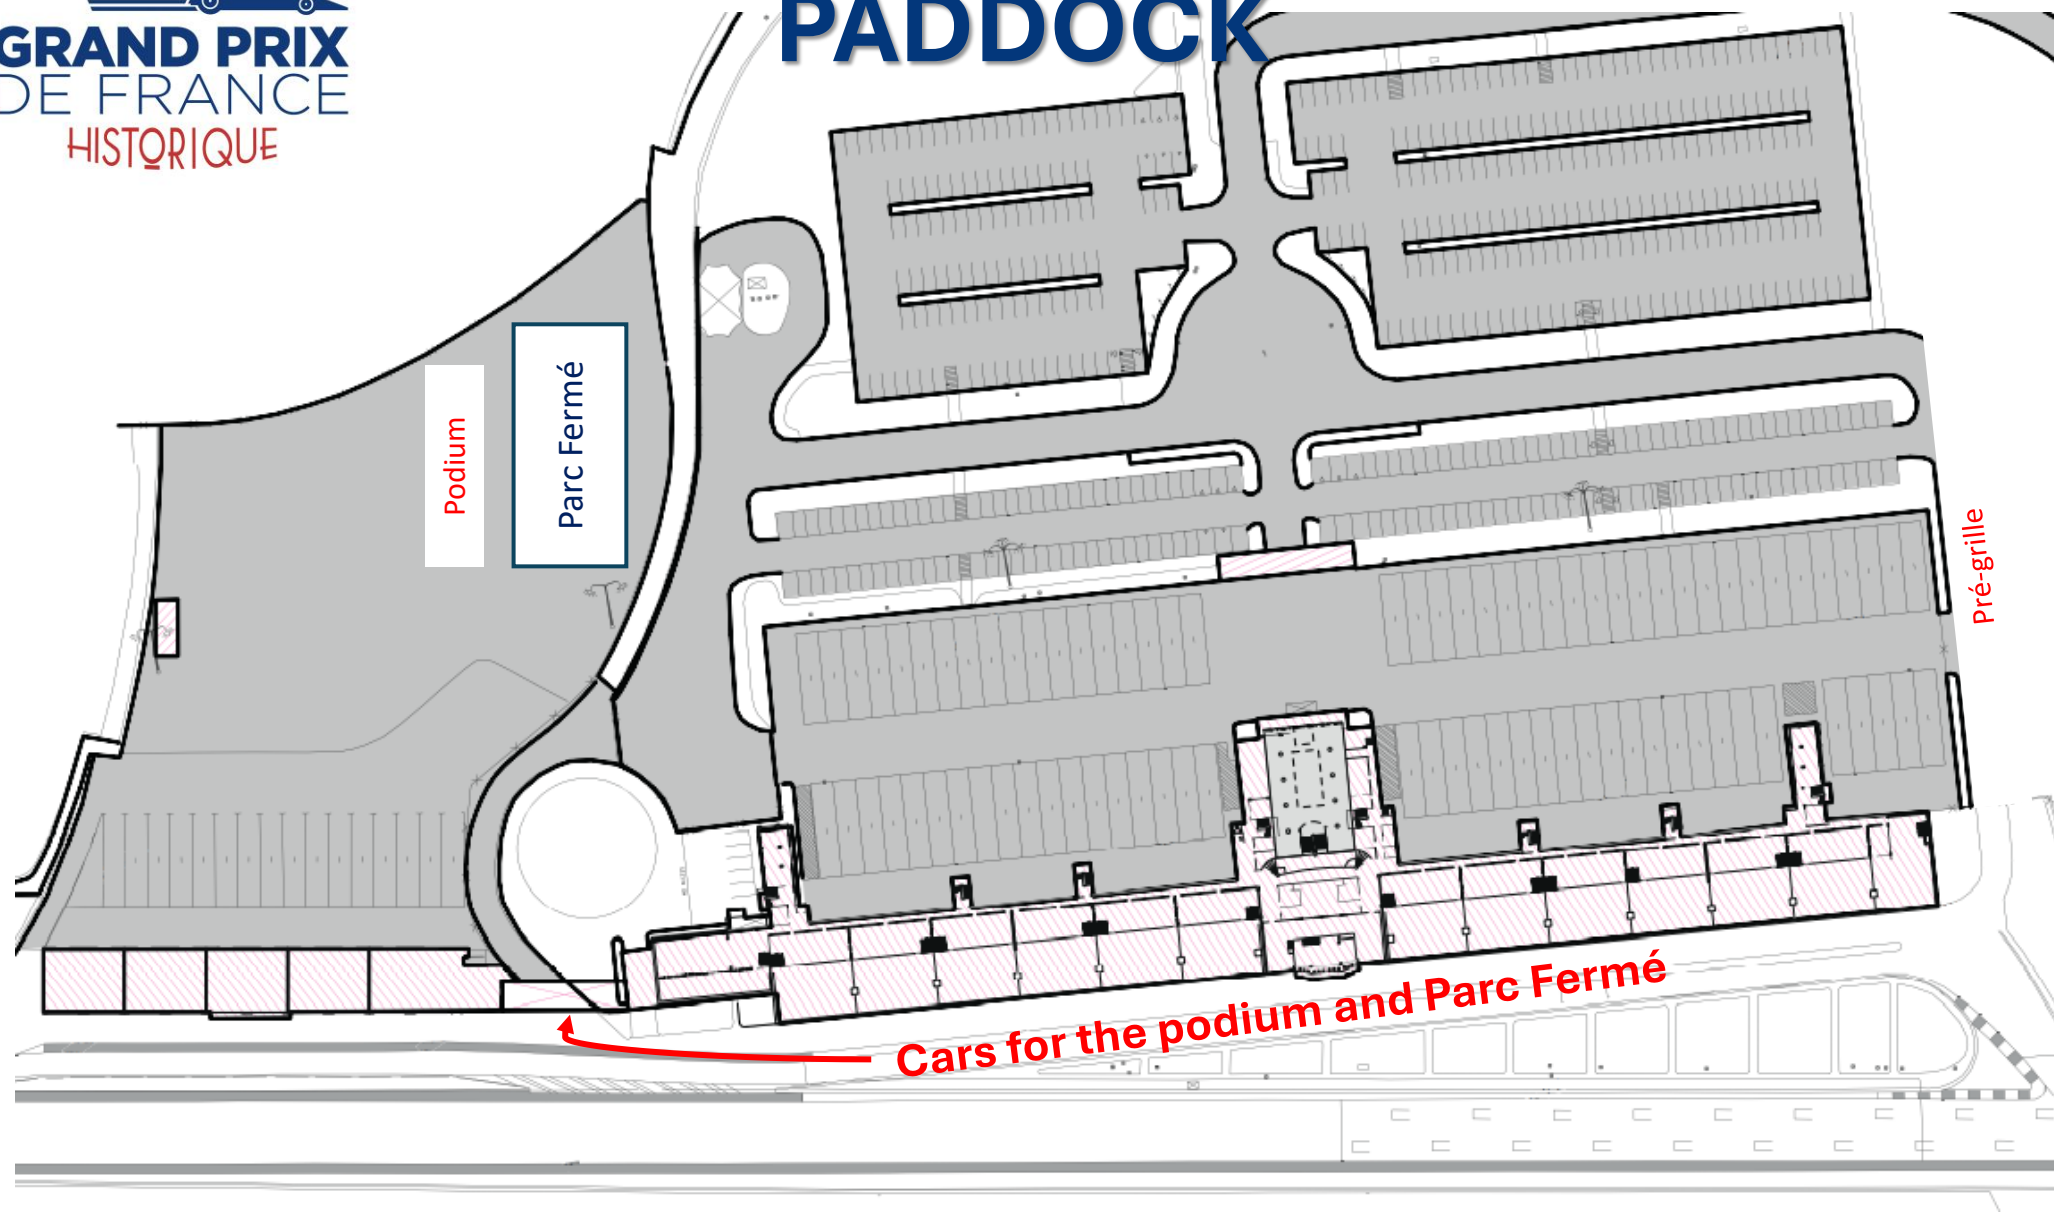 PADDOCK
GRAND PRIX
DE FRANCE
HISTORIQUE
Podium
Parc Fermé
Pré-grille
Cars for the podium and Parc Fermé